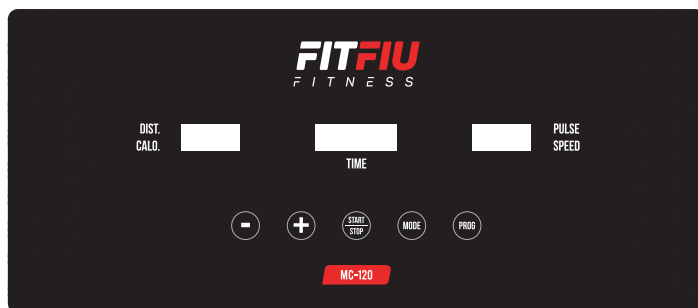 FITFIU
FITNESS
DIST.
CALO.
TIME
PULSE
SPEED
-
+
START
STOP
MODE
PROG
MC-120